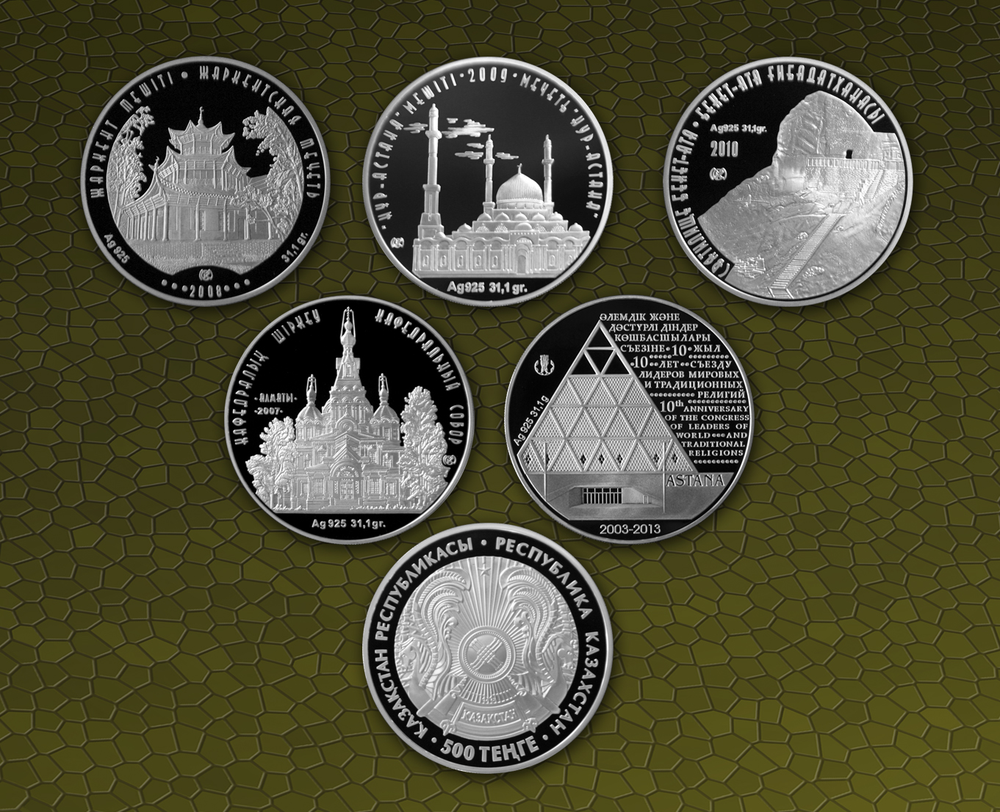 ЖАРКЕНТ МЕШІТІ • ЖАРКЕНТСКАЯ МЕЧЕТЬ
Ag 925
31,1 gr.
• • 2008 • •
"НҰР-АСТАНА" МЕШІТІ • 2009 • МЕЧЕТЬ "НУР-АСТАНА"
Ag925 31,1 gr.
СВЯТИЛИЩЕ БЕКЕТ-АТА • БЕКЕТ-АТА ҒИБАДАТХАНАСЫ
Ag925 31,1gr.
2010
КАФЕДРАЛЫҚ ШІРКЕУ КАФЕДРАЛЬНЫЙ СОБОР
• АЛМАТЫ •
• 2007 •
Ag 925 31,1 gr.
ӘЛЕМДІК ЖӘНЕ
ДӘСТҮРЛІ ДІНДЕР
КӨШБАСШЫЛАРЫ
СЪЕЗІНЕ • 10 • ЖЫЛ
• 10 •• ЛЕТ •• СЪЕЗДУ
ЛИДЕРОВ МИРОВЫХ
И ТРАДИЦИОННЫХ
РЕЛИГИЙ
10th ANNIVERSARY
OF THE CONGRESS
OF LEADERS OF
WORLD ••• AND
TRADITIONAL
RELIGIONS
Ag 925 31,1g
ASTANA
2003-2013
ҚАЗАҚСТАН РЕСПУБЛИКАСЫ • РЕСПУБЛИКА КАЗАХСТАН
ҚАЗАҚСТАН
• 500 ТЕҢГЕ •